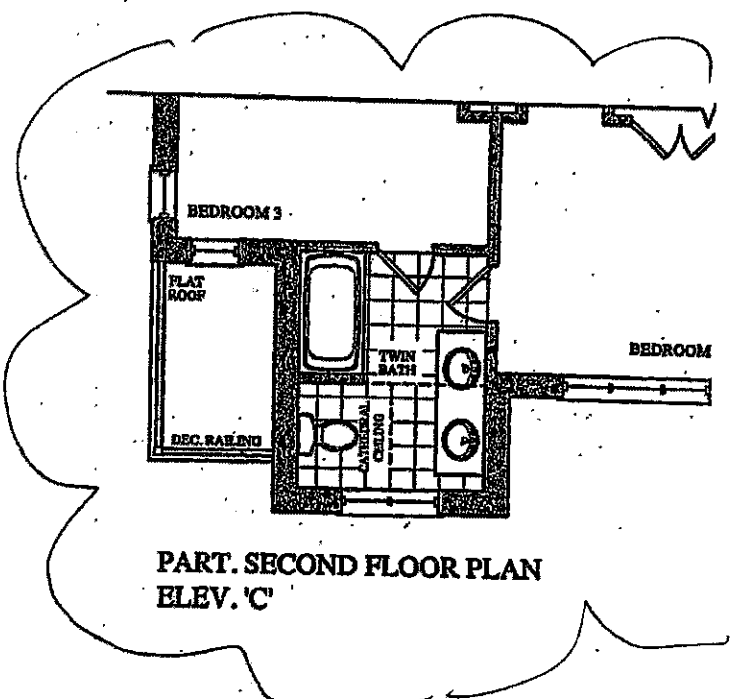 BEDROOM 3
FLAT
ROOF
BEDROOM
TWIN
BATH
CATHEDRAL
CEILING
DEC. RAILING
PART. SECOND FLOOR PLAN
ELEV. 'C'